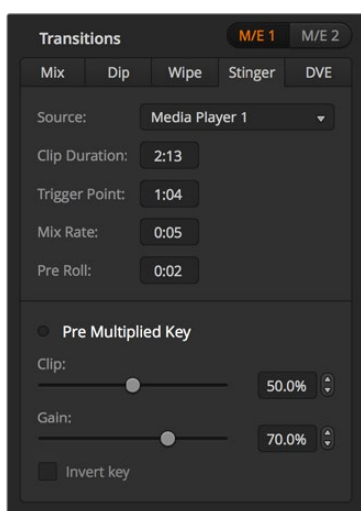 Transitions M/E 1 M/E 2
Mix Dip Wipe Stinger DVE
Source: Media Player 1
Clip Duration: 2:13
Trigger Point: 1:04
Mix Rate: 0:05
Pre Roll: 0:02
Pre Multiplied Key
Clip:
50.0%
Gain:
70.0%
Invert key